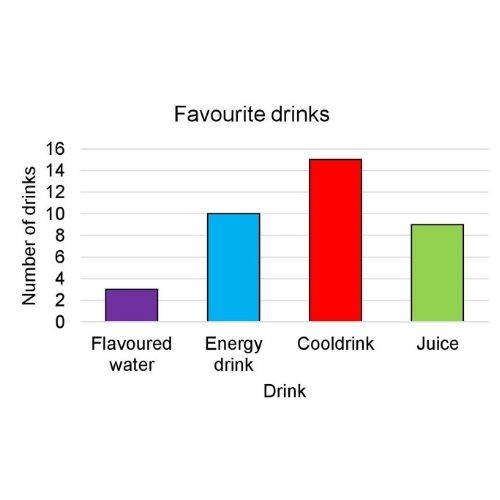 Favourite drinks
Number of drinks
16
14
12
10
8
6
4
2
0
Flavoured water
Energy drink
Cooldrink
Juice
Drink